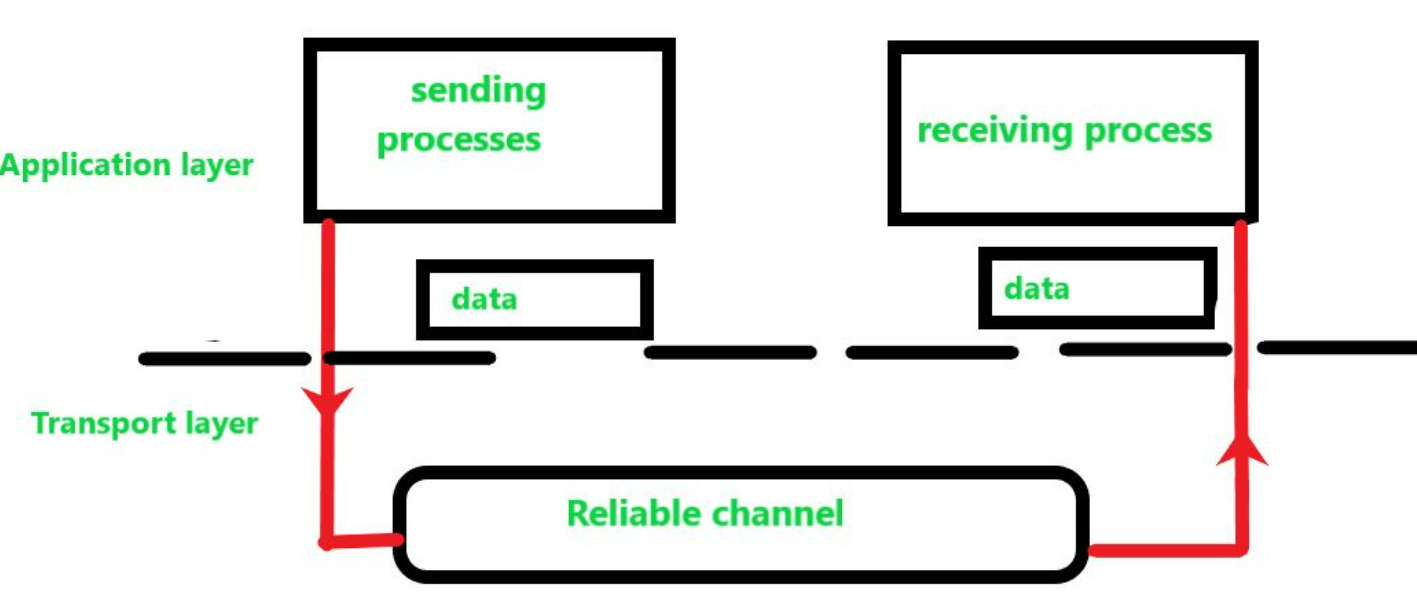 sending
processes
receiving process
Application layer
data
data
Transport layer
Reliable channel